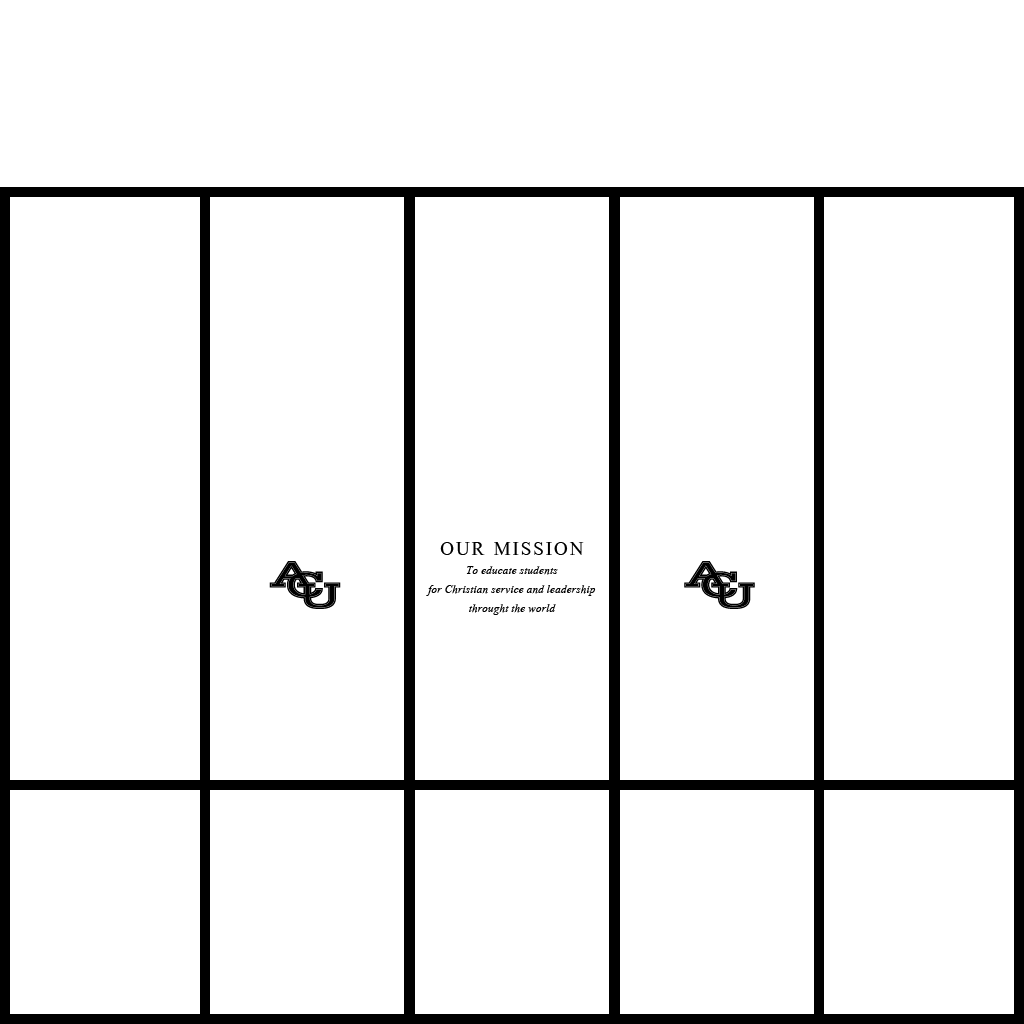 OUR MISSION
To educate students
ACU
for Christian service and leadership
ACU
throught the world